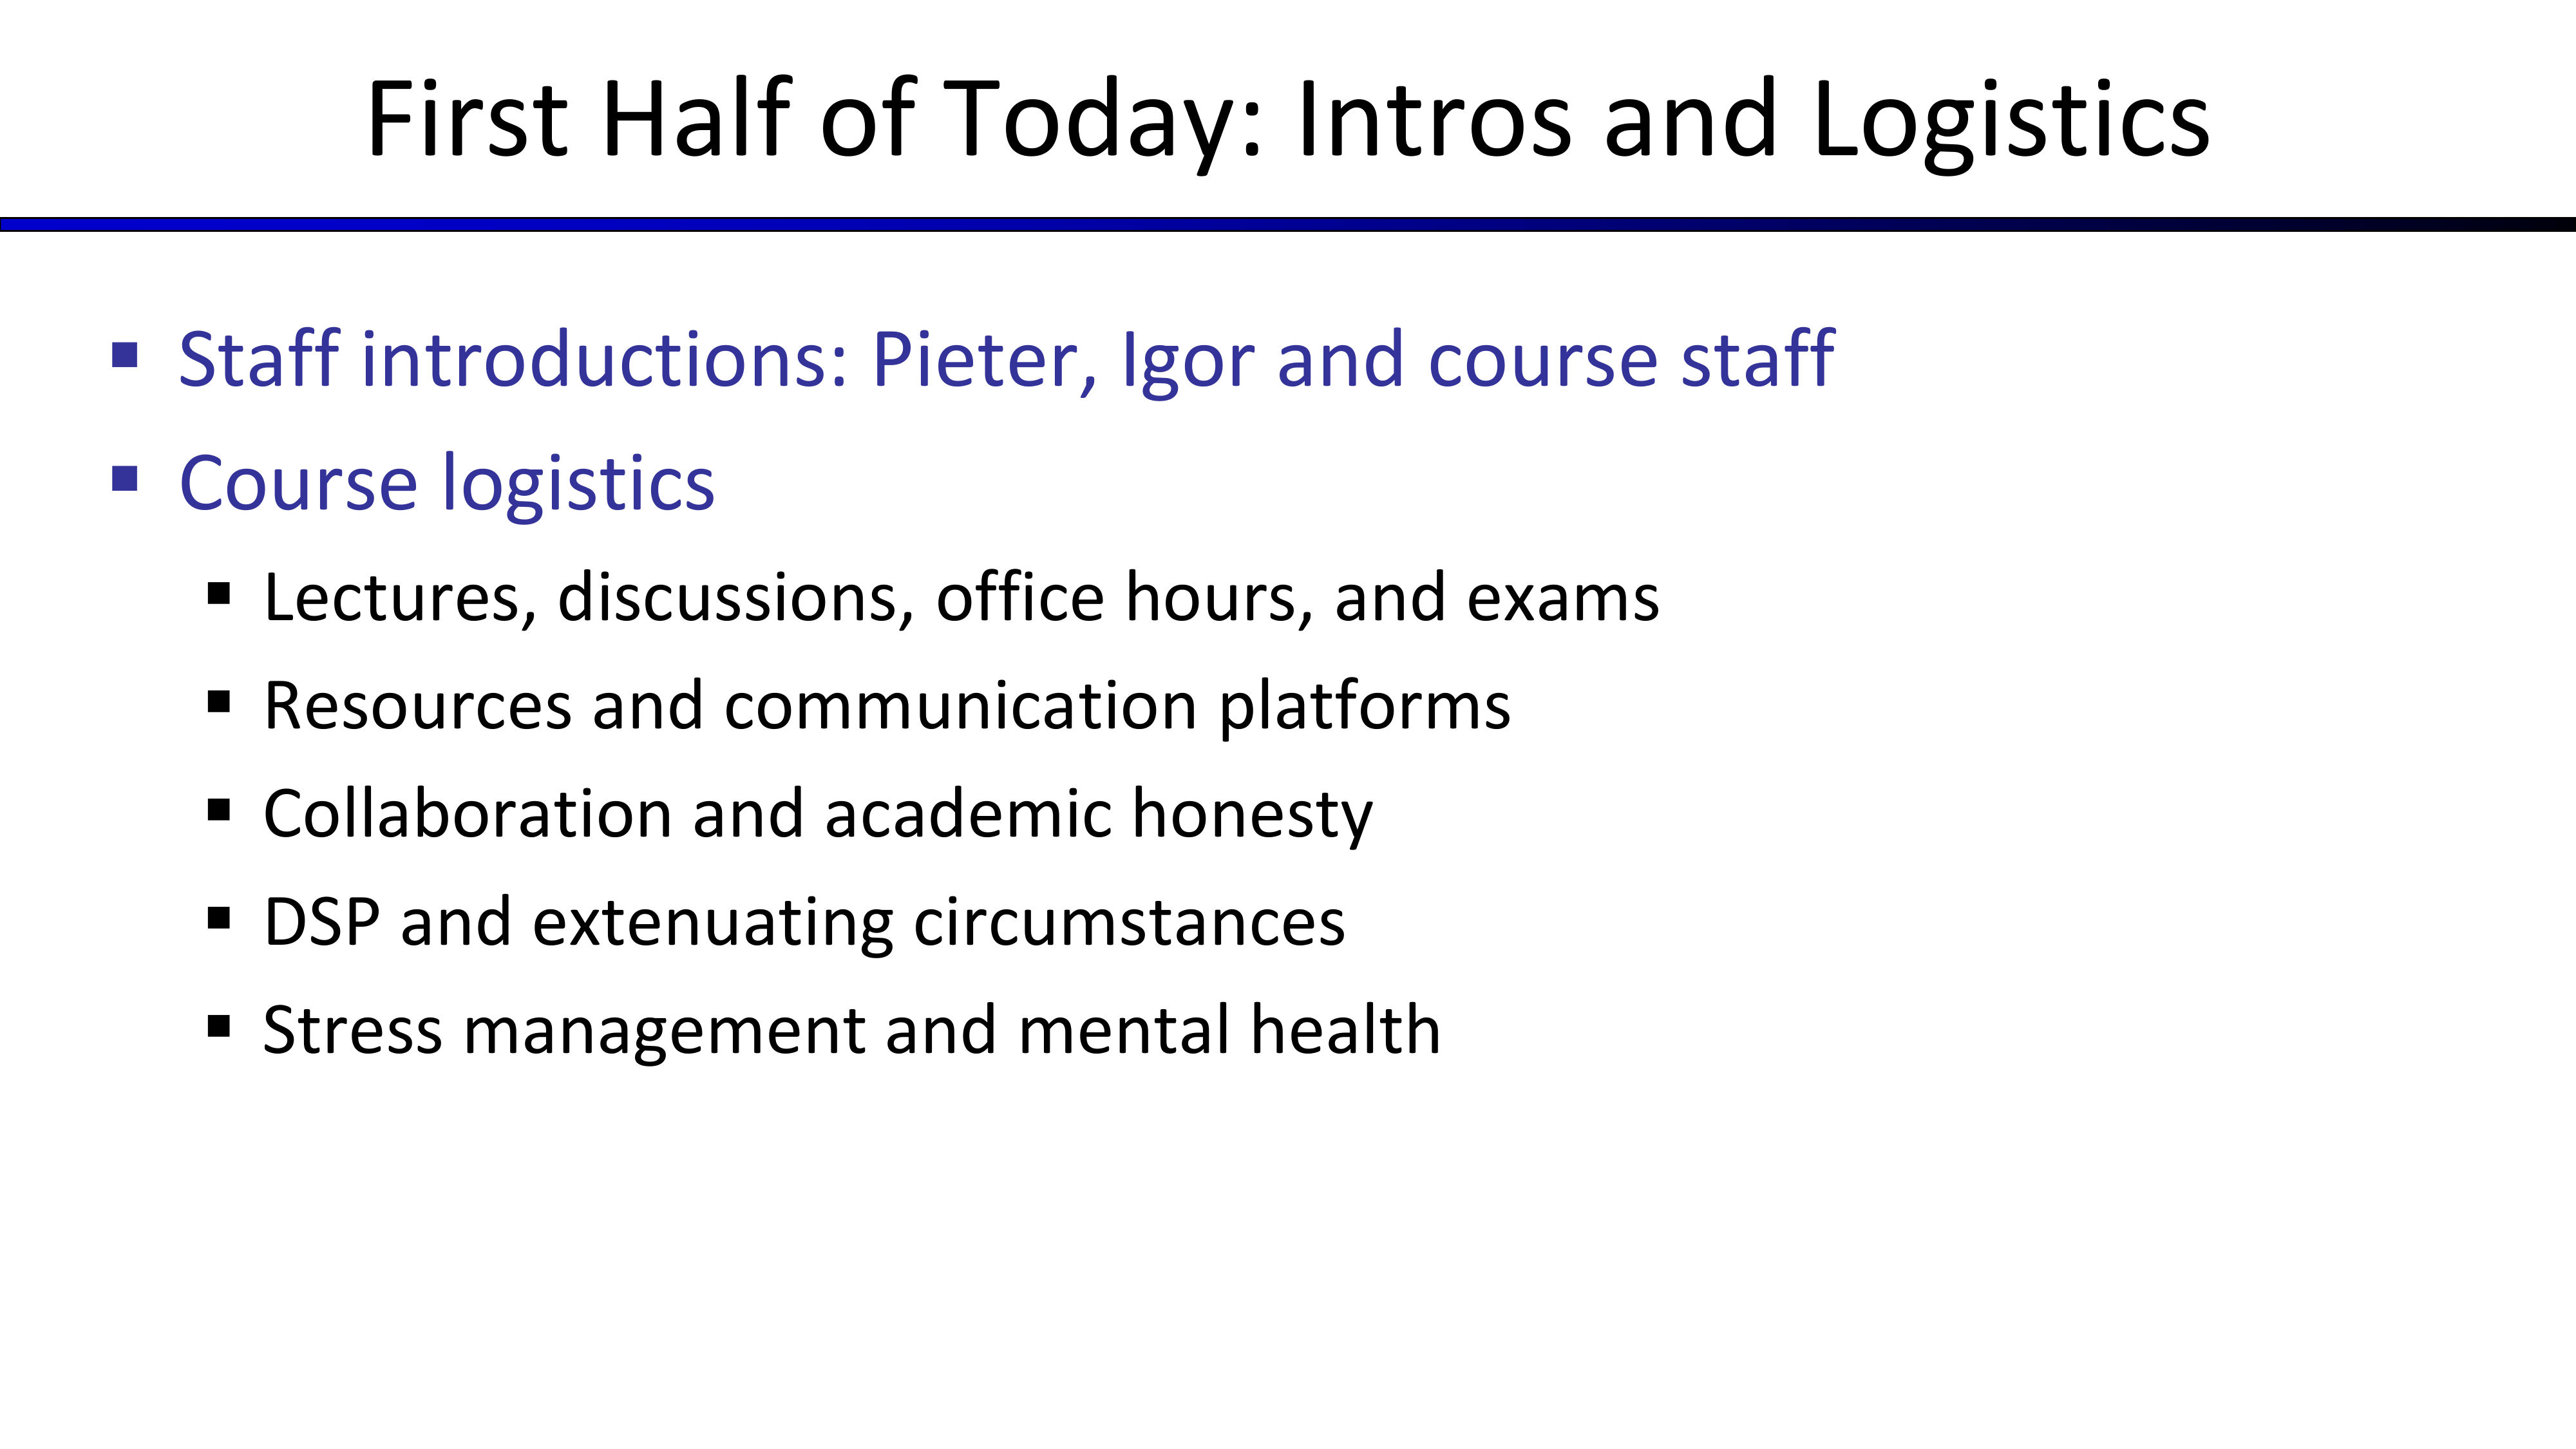 First Half of Today: Intros and Logistics
▪ Staff introductions: Pieter, Igor and course staff
▪ Course logistics
▪ Lectures, discussions, office hours, and exams
▪ Resources and communication platforms
▪ Collaboration and academic honesty
▪ DSP and extenuating circumstances
▪ Stress management and mental health